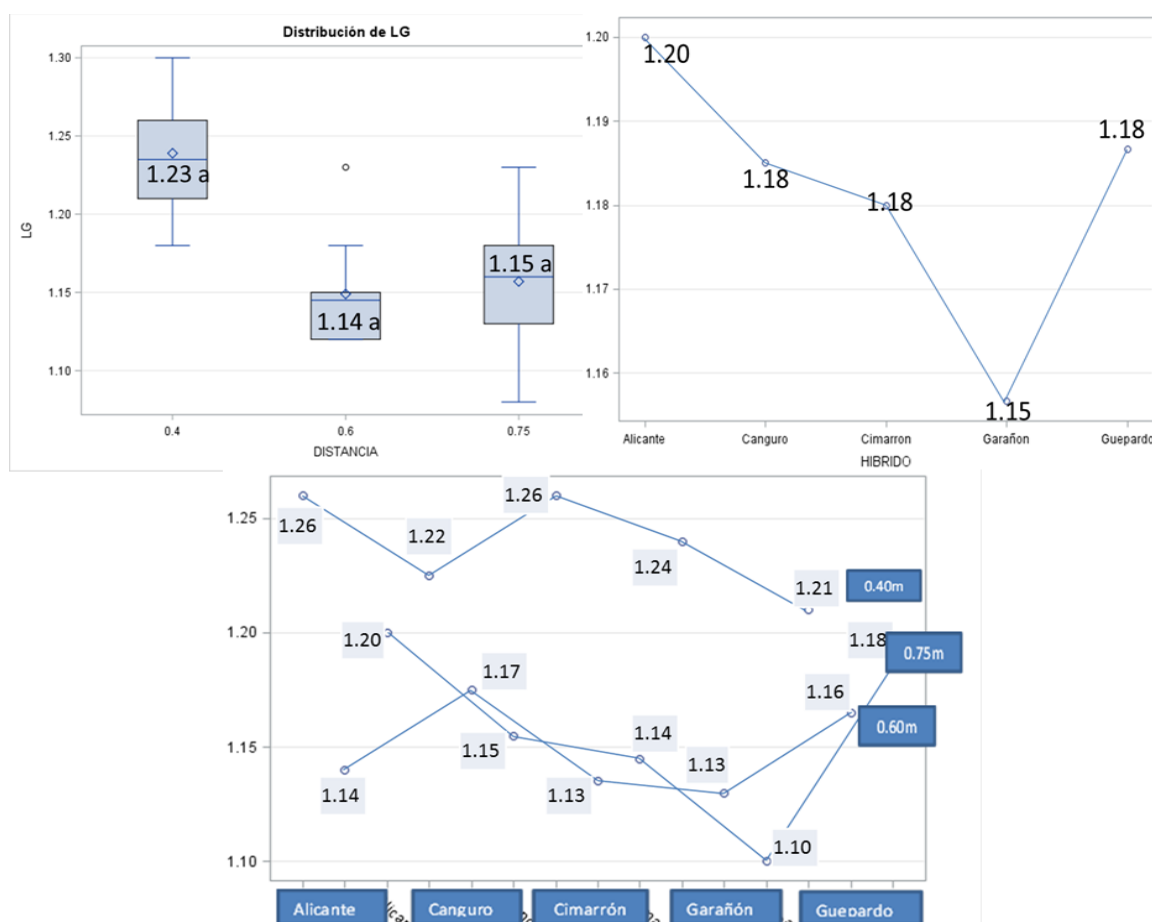 Distribución de LG
1.30
1.25
1.20
1.15
1.10
LG
1.23 a
1.14 a
1.15 a
0.4
0.6
0.75
DISTANCIA
1.20
1.19
1.18
1.17
1.16
1.20
1.18
1.18
1.15
1.18
Alicante
Canguro
Cimarron
Garañon
Guepardo
HIBRIDO
1.25
1.20
1.15
1.10
1.26
1.22
1.26
1.24
1.21
0.40m
1.20
1.17
1.18
0.75m
1.15
1.14
1.16
0.60m
1.14
1.13
1.13
1.10
Alicante
Canguro
Cimarrón
Garañón
Guepardo